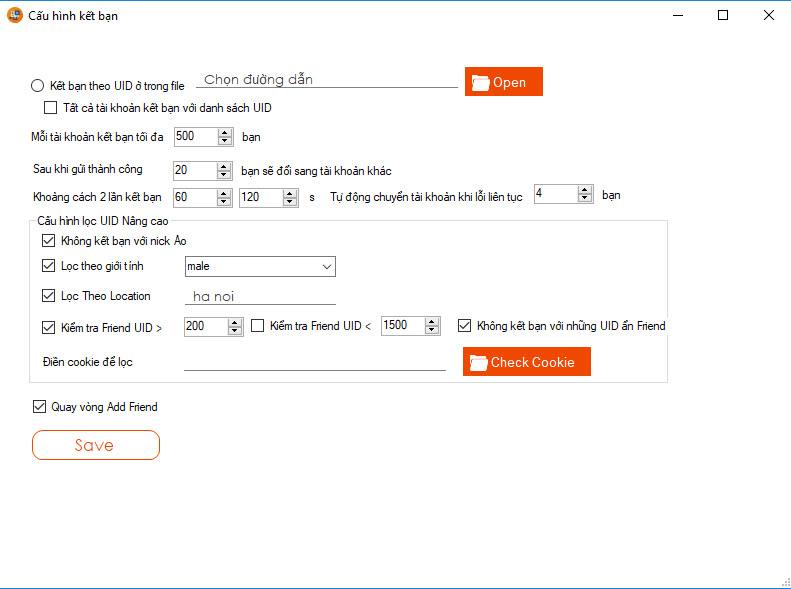 Cấu hình kết bạn
Kết bạn theo UID ở trong file Chọn đường dẫn Open
Tất cả tài khoản kết bạn với danh sách UID
Mỗi tài khoản kết bạn tối đa 500 bạn
Sau khi gửi thành công 20 bạn sẽ đổi sang tài khoản khác
Khoảng cách 2 lần kết bạn 60 120 s Tự động chuyển tài khoản khi lỗi liên tục 4 bạn
Cấu hình lọc UID Nâng cao
Không kết bạn với nick Ảo
Lọc theo giới tính male
Lọc Theo Location ha noi
Kiểm tra Friend UID > 200 Kiểm tra Friend UID < 1500 Không kết bạn với những UID ẩn Friend
Điền cookie để lọc Check Cookie
Quay vòng Add Friend
Save